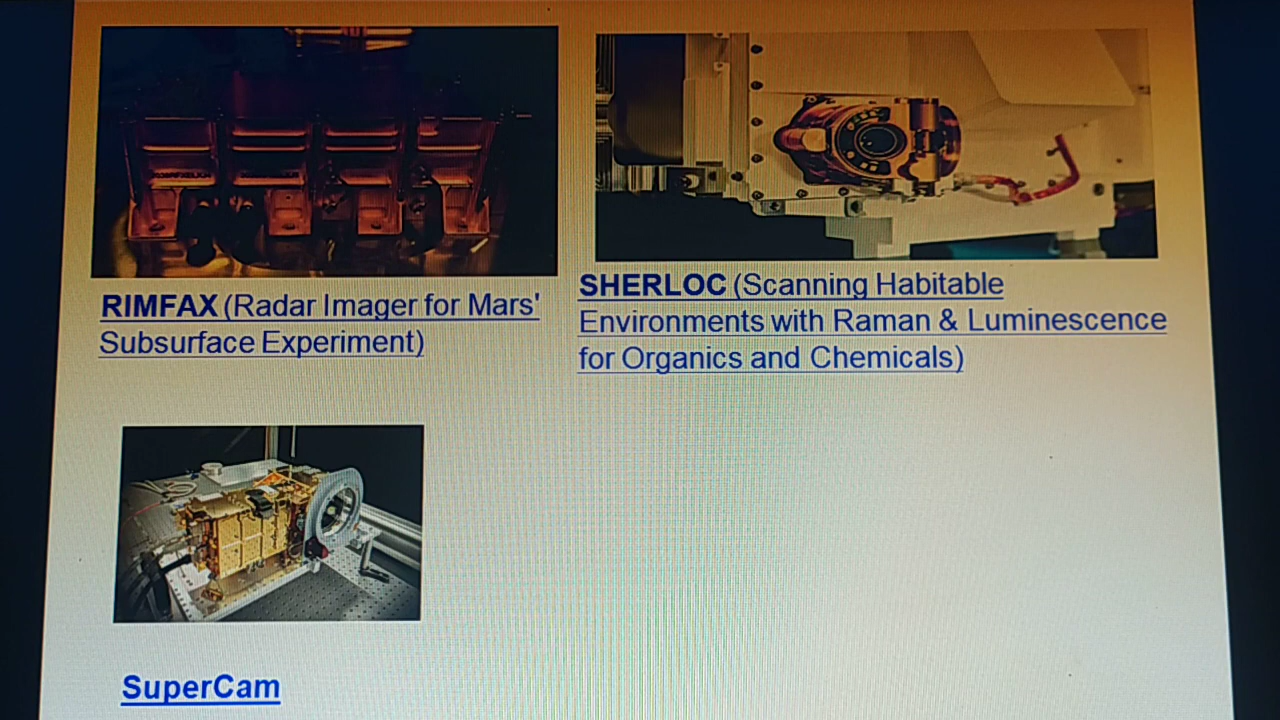 RIMFAX (Radar Imager for Mars'
Subsurface Experiment)
SHERLOC (Scanning Habitable
Environments with Raman & Luminescence
for Organics and Chemicals)
SuperCam